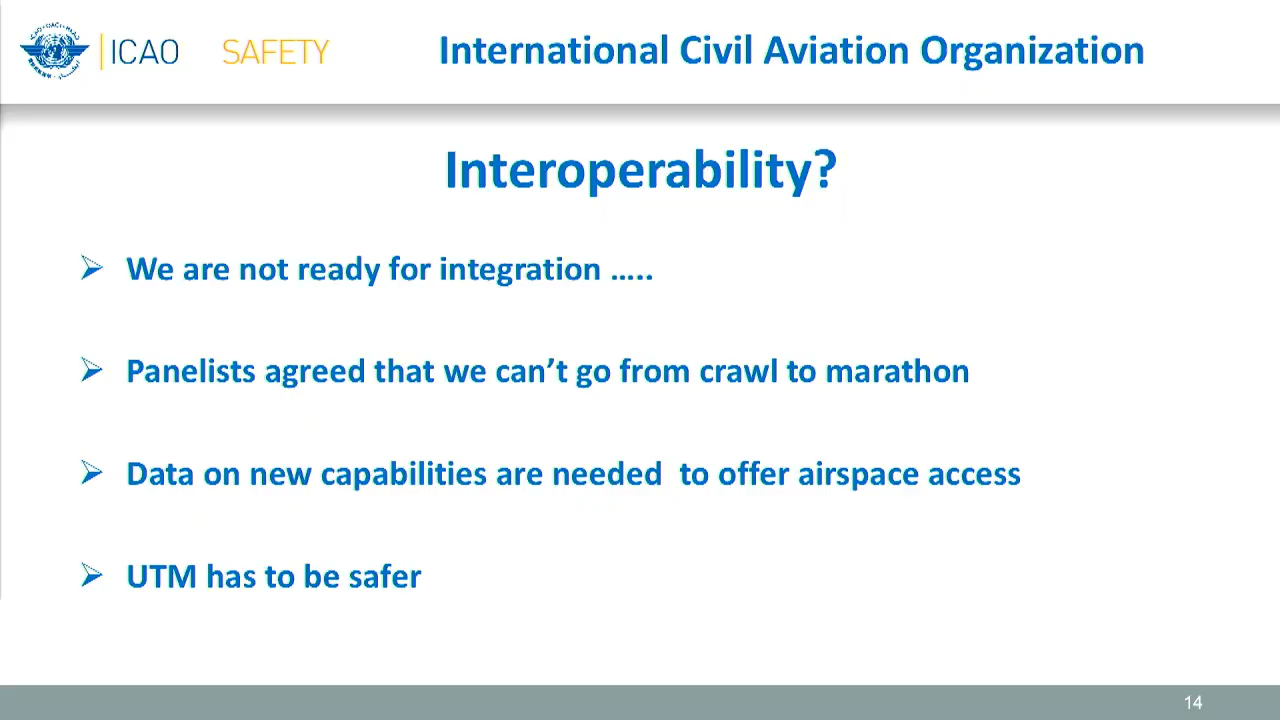 ICAO SAFETY
International Civil Aviation Organization
Interoperability?
We are not ready for integration …..
Panelists agreed that we can’t go from crawl to marathon
Data on new capabilities are needed  to offer airspace access
UTM has to be safer
14